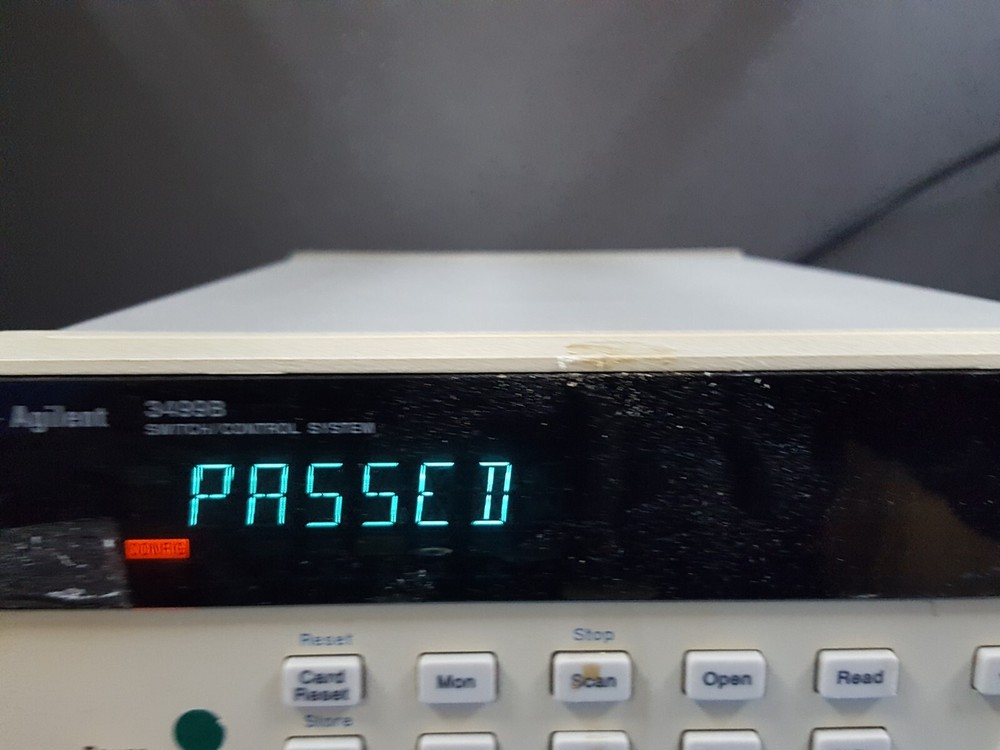 Agilent
3499B
SWITCH/CONTROL SYSTEM
PASSED
CONFIG
Reset
Stop
Card Reset
Mon
Scan
Open
Read
Store